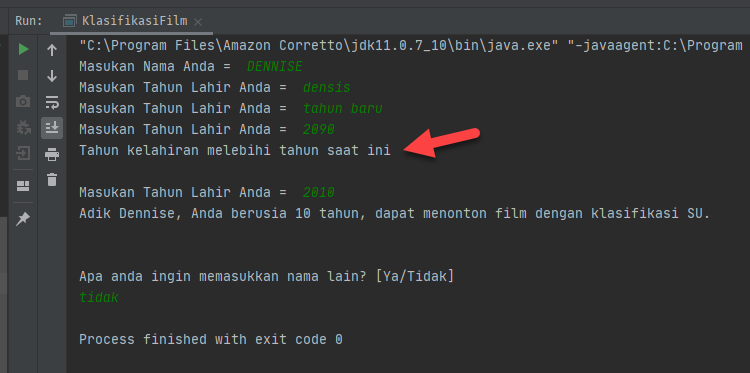 Run: KlasifikasiFilm
"C:\Program Files\Amazon Corretto\jdk11.0.7_10\bin\java.exe" "-javaagent:C:\Program
Masukan Nama Anda = DENNISE
Masukan Tahun Lahir Anda = densis
Masukan Tahun Lahir Anda = tahun baru
Masukan Tahun Lahir Anda = 2090
Tahun kelahiran melebihi tahun saat ini
Masukan Tahun Lahir Anda = 2010
Adik Dennise, Anda berusia 10 tahun, dapat menonton film dengan klasifikasi SU.
Apa anda ingin memasukkan nama lain? [Ya/Tidak]
tidak
Process finished with exit code 0